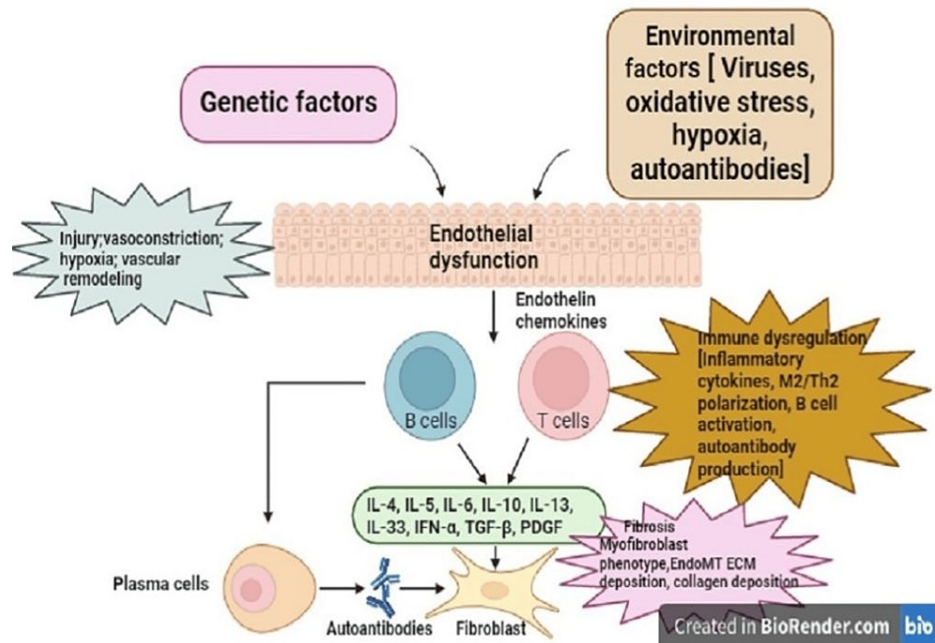 Genetic factors
Environmental
factors [ Viruses,
oxidative stress,
hypoxia,
autoantibodies]
Injury;vasoconstriction;
hypoxia; vascular
remodeling
Endothelial
dysfunction
Endothelin
chemokines
B cells
T cells
Immune dysregulation
[Inflammatory
cytokines, M2/Th2
polarization, B cell
activation,
autoantibody
production]
IL-4, IL-5, IL-6, IL-10, IL-13,
IL-33, IFN-α, TGF-β, PDGF
Fibrosis
Myofibroblast
phenotype,EndoMT ECM
deposition, collagen deposition
Plasma cells
Autoantibodies
Fibroblast
Created in BioRender.com
bio